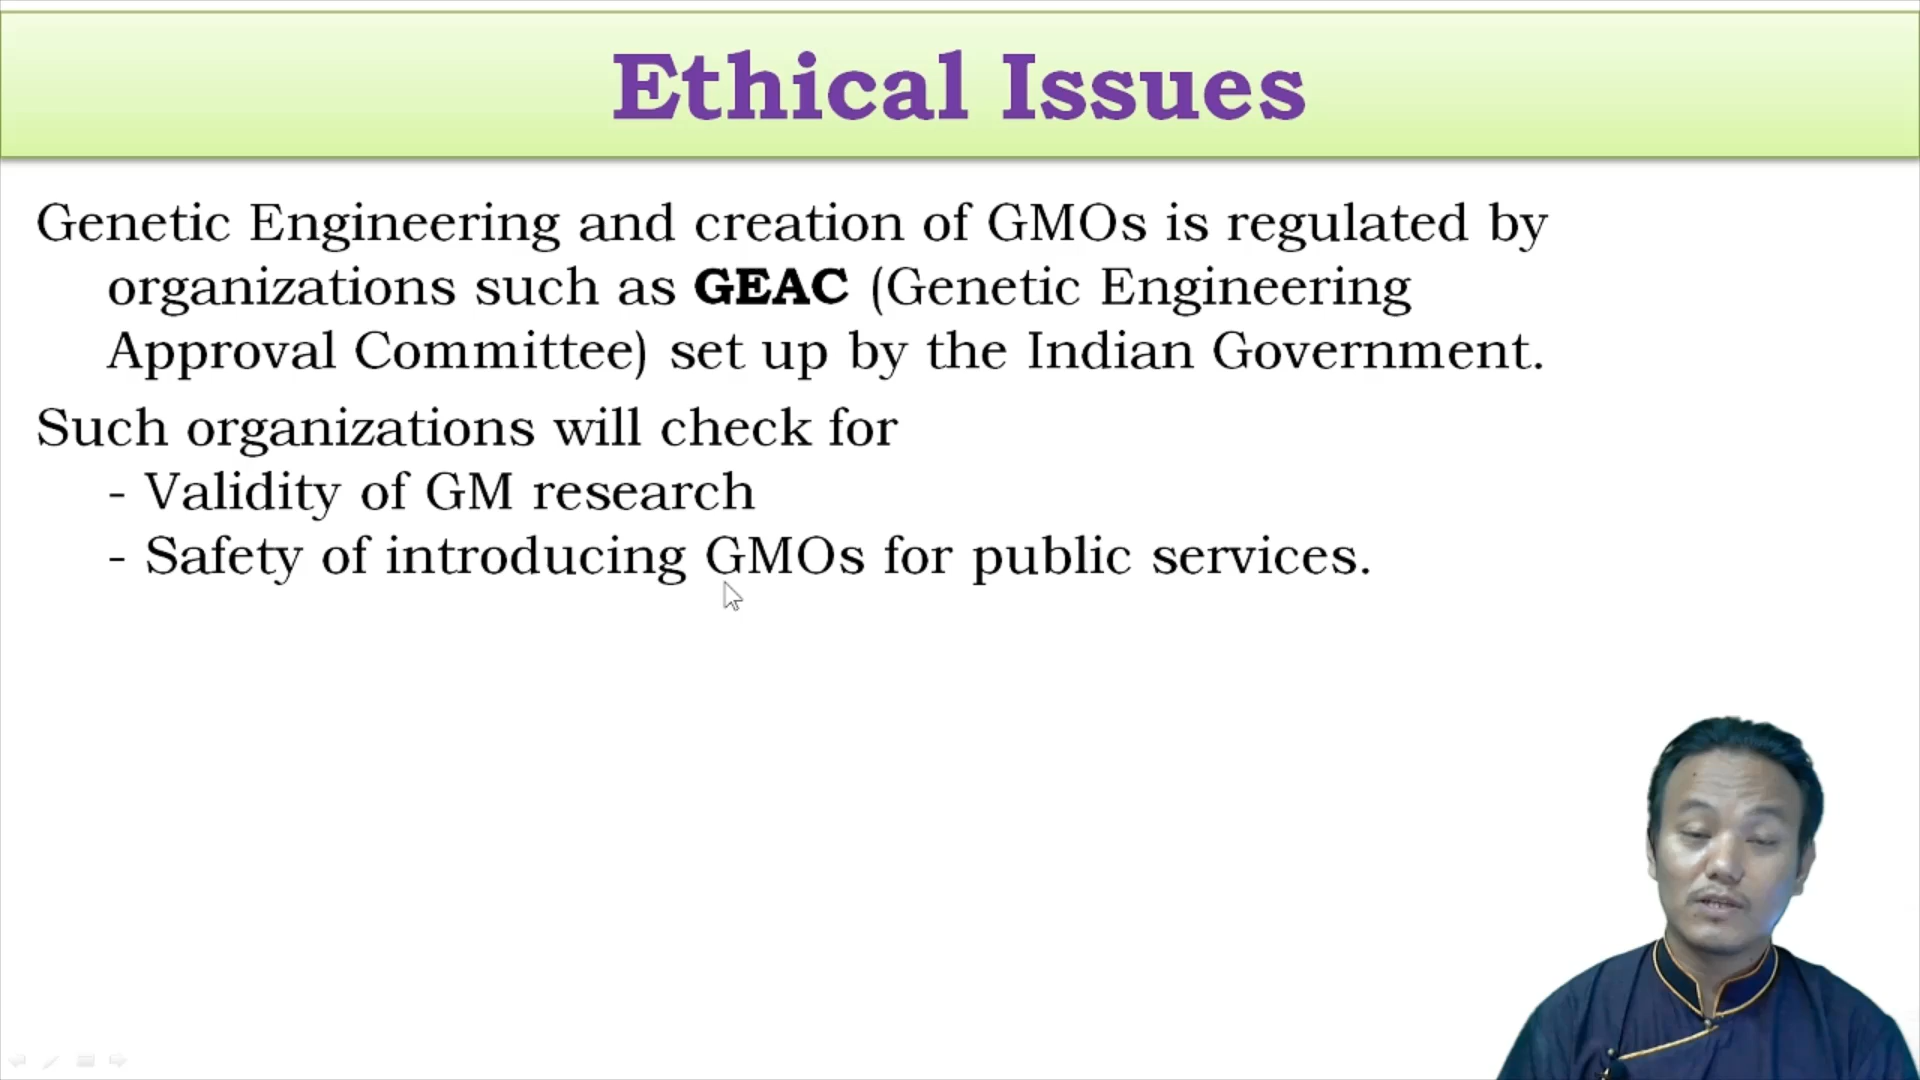 Ethical Issues
Genetic Engineering and creation of GMOs is regulated by
organizations such as GEAC (Genetic Engineering
Approval Committee) set up by the Indian Government.
Such organizations will check for
- Validity of GM research
- Safety of introducing GMOs for public services.